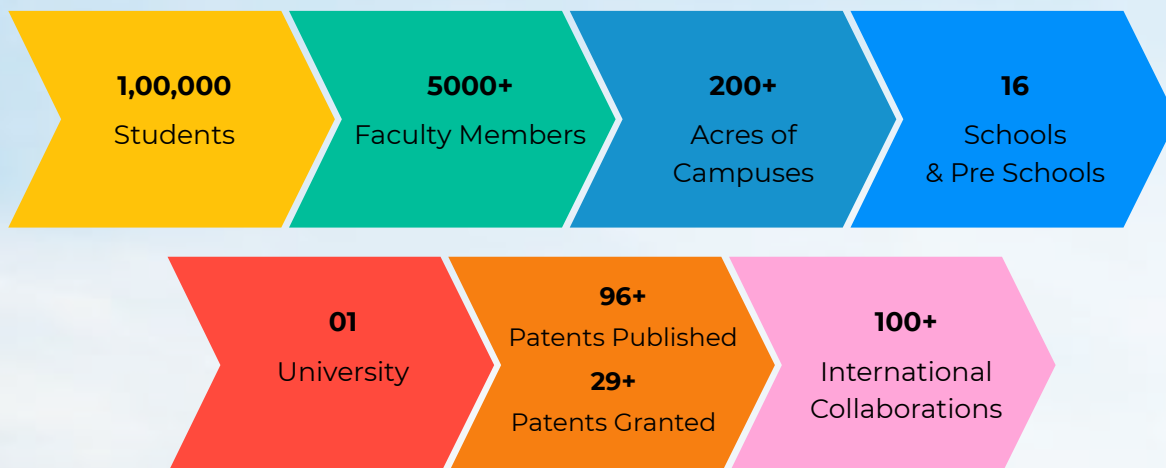 1,00,000
Students
5000+
Faculty Members
200+
Acres of
Campuses
16
Schools
& Pre Schools
01
University
96+
Patents Published
29+
Patents Granted
100+
International
Collaborations